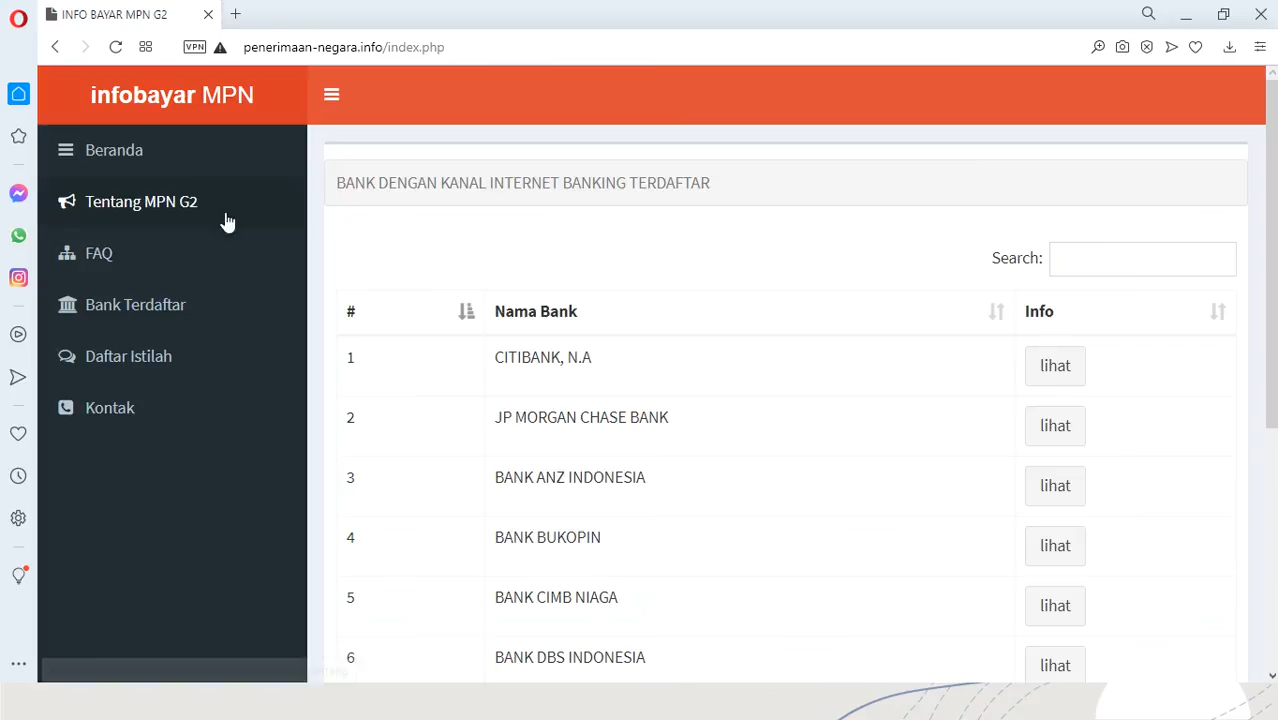 INFO BAYAR MPN G2
VPN
penerimaan-negara.info/index.php
infobayar MPN
Beranda
Tentang MPN G2
FAQ
Bank Terdaftar
Daftar Istilah
Kontak
BANK DENGAN KANAL INTERNET BANKING TERDAFTAR
Search:
# Nama Bank Info
1 CITIBANK, N.A lihat
2 JP MORGAN CHASE BANK lihat
3 BANK ANZ INDONESIA lihat
4 BANK BUKOPIN lihat
5 BANK CIMB NIAGA lihat
6 BANK DBS INDONESIA lihat